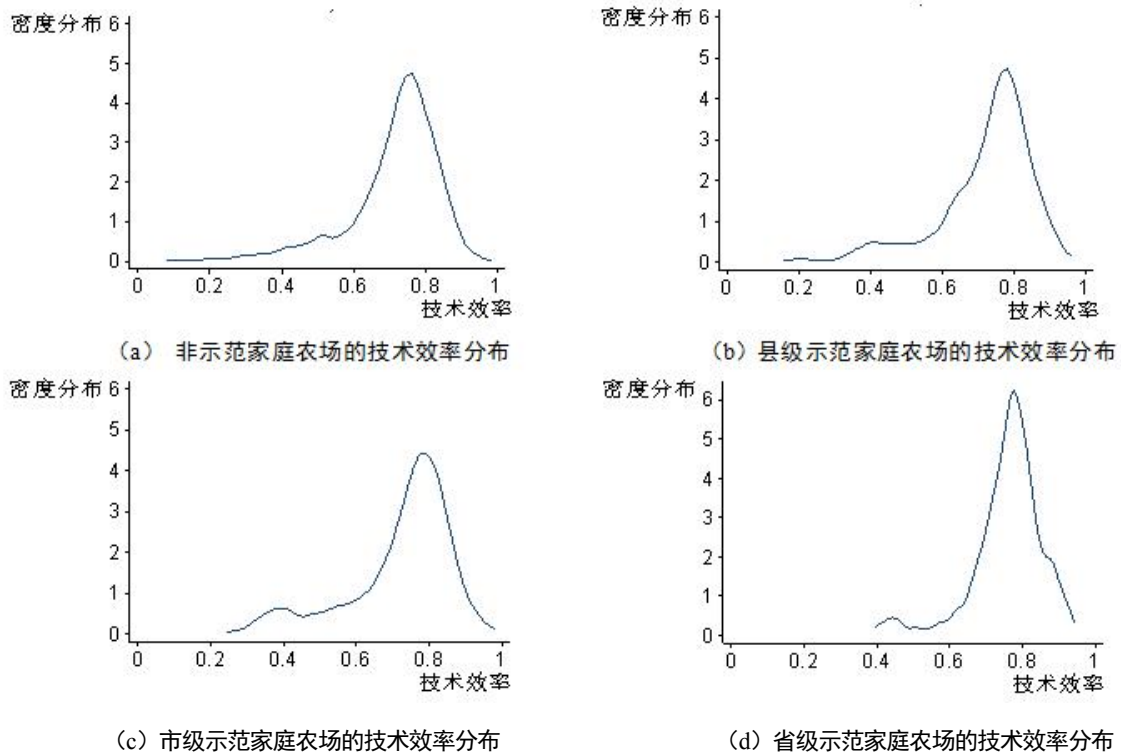 密度分布 6
5
4
3
2
1
0
0 0.2 0.4 0.6 0.8 1
技术效率
（a） 非示范家庭农场的技术效率分布
密度分布 6
5
4
3
2
1
0
0 0.2 0.4 0.6 0.8 1
技术效率
（b）县级示范家庭农场的技术效率分布
密度分布 6
5
4
3
2
1
0
0 0.2 0.4 0.6 0.8 1
技术效率
（c）市级示范家庭农场的技术效率分布
密度分布 6
5
4
3
2
1
0
0 0.2 0.4 0.6 0.8 1
技术效率
（d）省级示范家庭农场的技术效率分布